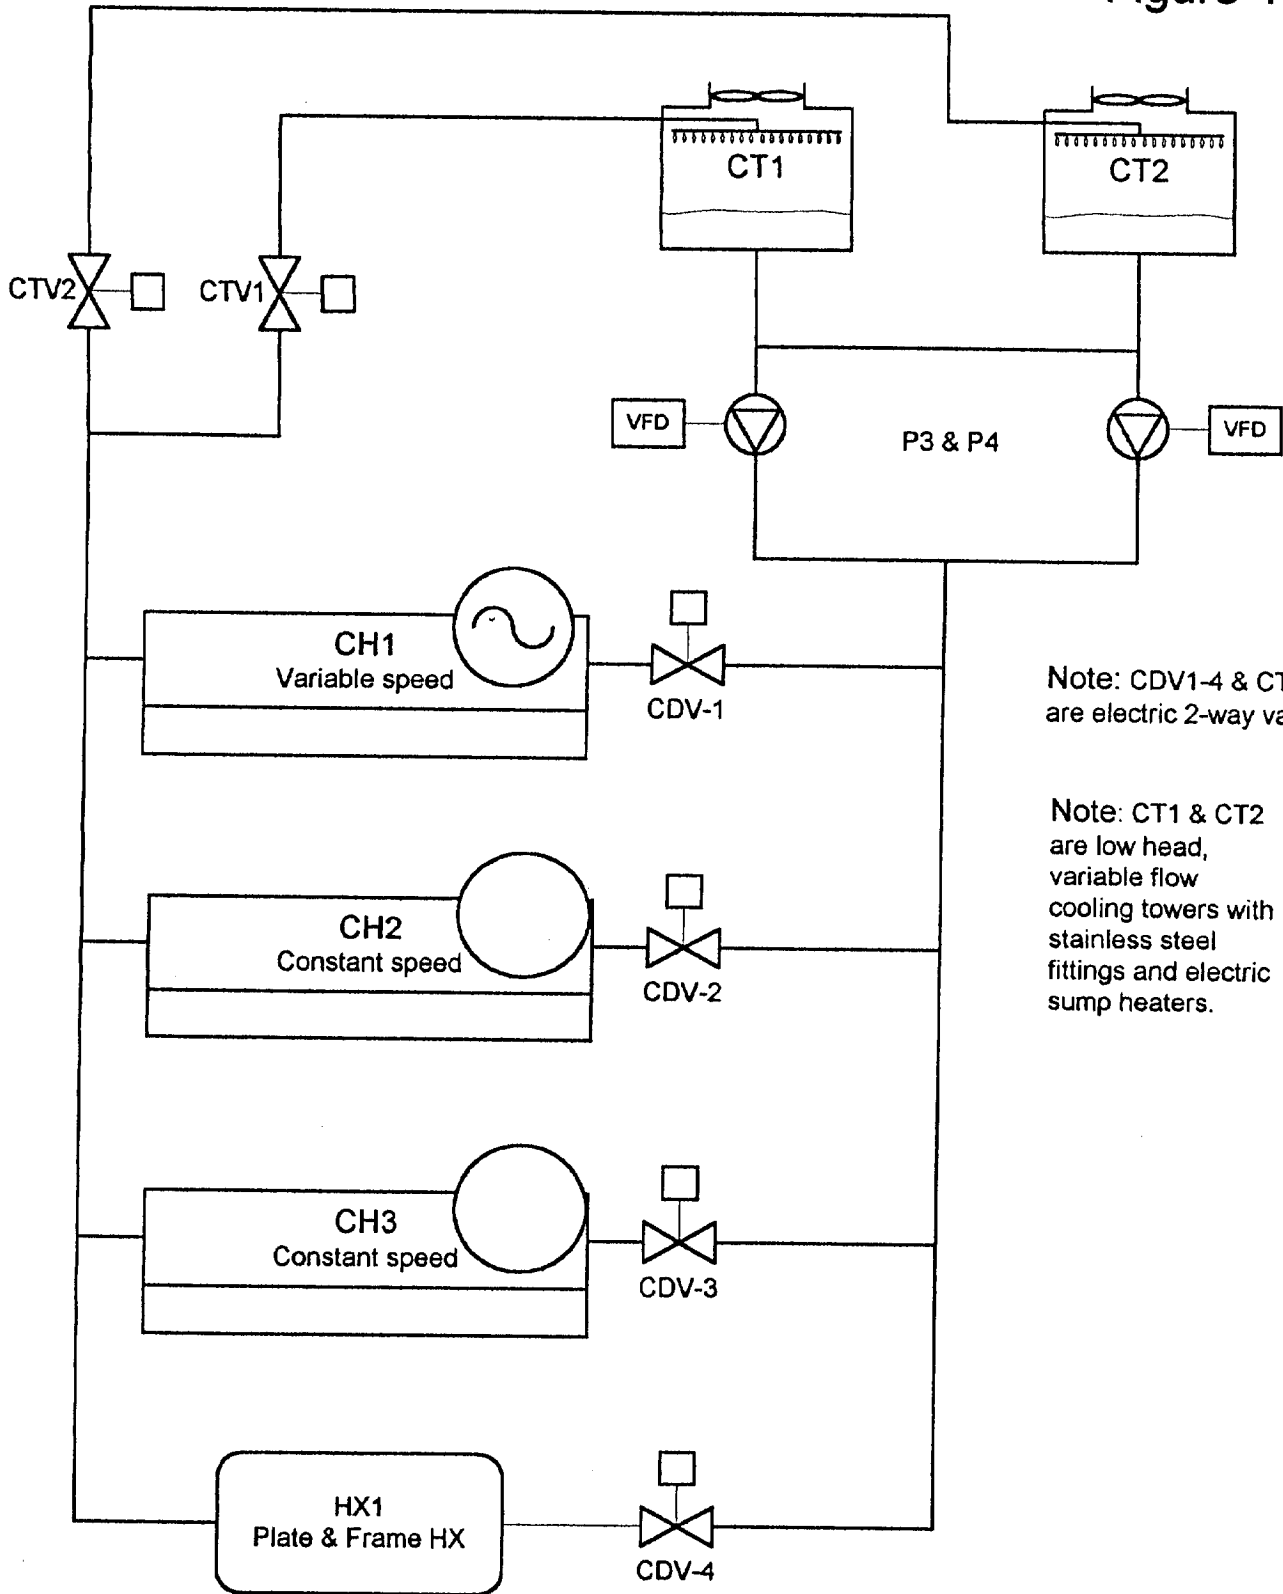 Figure
CT1
CT2
CTV2
CTV1
VFD
P3 & P4
VFD
CH1
Variable speed
CDV-1
Note: CDV1-4 &
are electric 2-way
CH2
Constant speed
CDV-2
Note: CT1 & CT2
are low head,
variable flow
cooling towers with
stainless steel
fittings and electric
sump heaters.
CH3
Constant speed
CDV-3
HX1
Plate & Frame HX
CDV-4